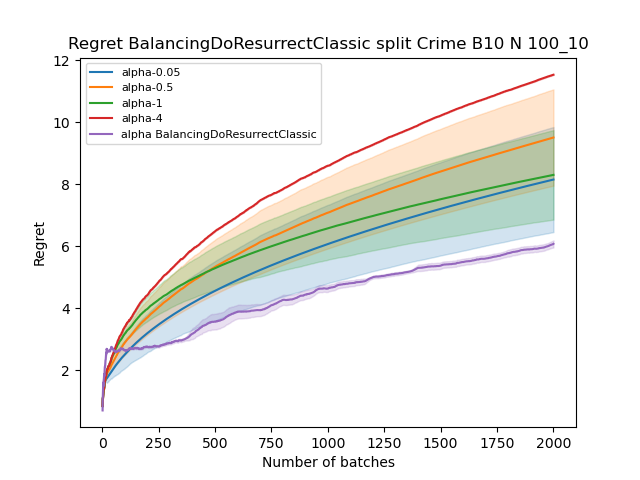 Regret BalancingDoResurrectClassic split Crime B10 N 100_10
12
10
8
6
4
2
Regret
alpha-0.05
alpha-0.5
alpha-1
alpha-4
alpha BalancingDoResurrectClassic
0 250 500 750 1000 1250 1500 1750 2000
Number of batches